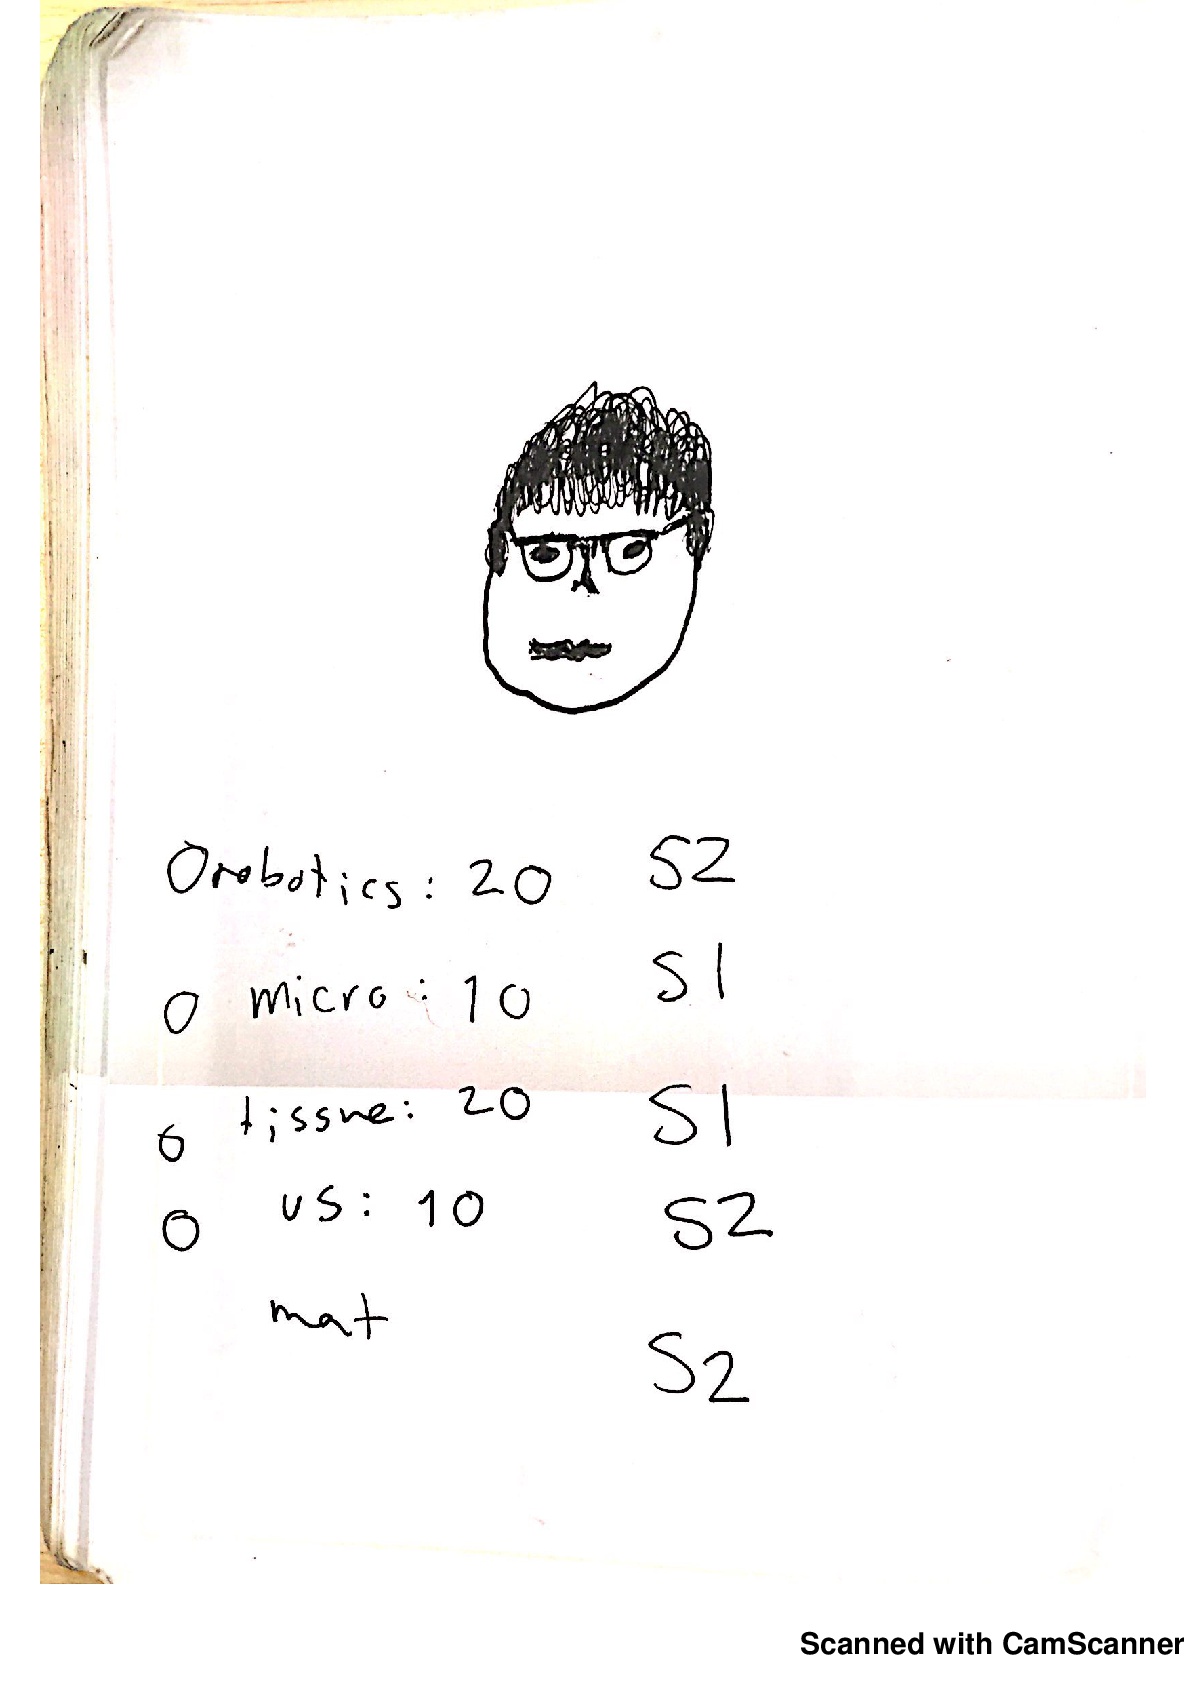 O robotics: 20 S2
O micro: 10 S1
O tissue: 20 S1
O us: 10 S2
mat S2
Scanned with CamScanner